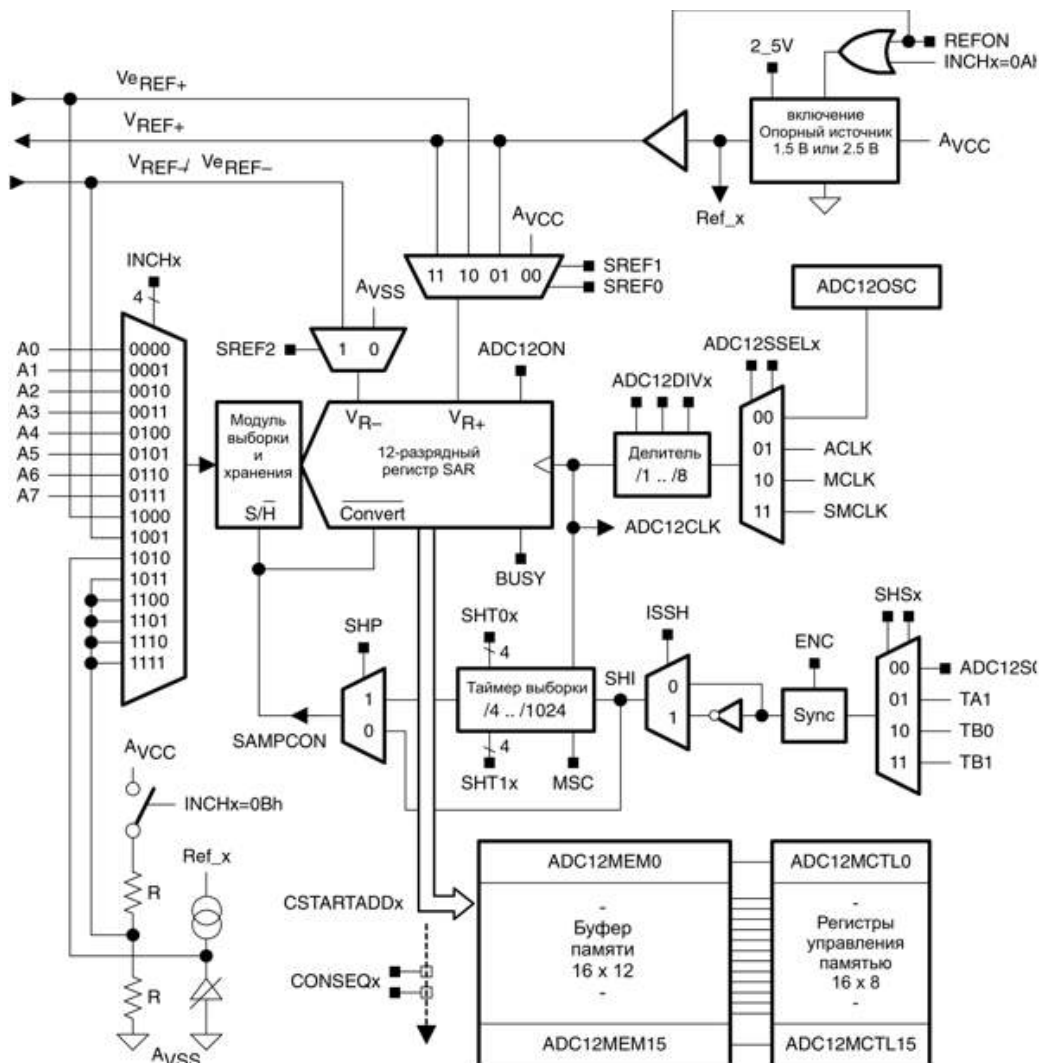 REFON
INCHx=0Ah
2_5V
VeREF+
VREF+
VREF-/ VeREF-
включение
Опорный источник
1.5 В или 2.5 В
AVCC
Ref_x
AVCC
INCHx
4
11 10 01 00
SREF1
SREF0
AVSS
SREF2
1 0
ADC12OSC
ADC12ON
ADC12SSELx
ADC12DIVx
A0
A1
A2
A3
A4
A5
A6
A7
0000
0001
0010
0011
0100
0101
0110
0111
1000
1001
1010
1011
1100
1101
1110
1111
Модуль
выборки
и
хранения
S/H
VR-
VR+
12-разрядный
регистр SAR
Convert
BUSY
Делитель
/1 .. /8
00
01
10
11
ACLK
MCLK
SMCLK
ADC12CLK
SHP
SHT0x
4
ISSH
ENC
SHSx
1
0
SAMPCON
Таймер выборки
/4 .. /1024
SHI
4
SHT1x
MSC
0
1
Sync
00
01
10
11
ADC12SC
TA1
TB0
TB1
AVCC
INCHx=0Bh
Ref_x
R
R
AVSS
CSTARTADDx
CONSEQx
ADC12MEM0
-
Буфер
памяти
16 x 12
-
ADC12MEM15
ADC12MCTL0
-
Регистры
управления
памятью
16 x 8
-
ADC12MCTL15